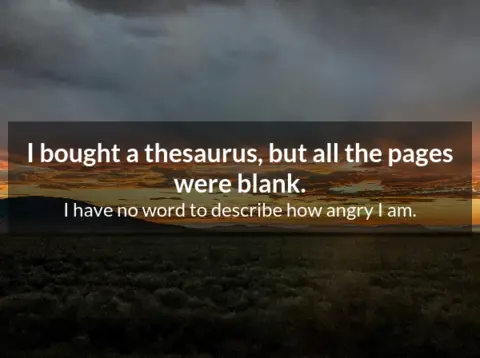 I bought a thesaurus, but all the pages
were blank.
I have no word to describe how angry I am.